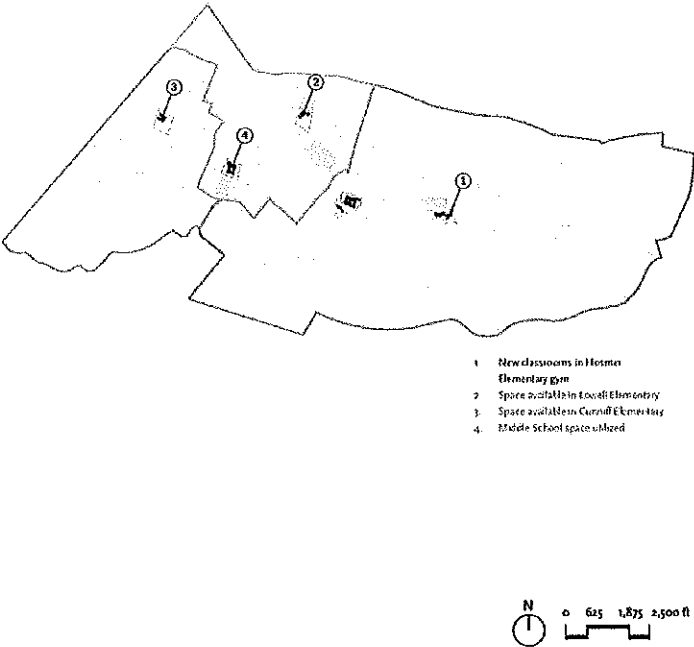 3
2
4
1
1 New classrooms in Hosmer
Elementary gym
2 Space available in Lowell Elementary
3 Space available in Cunniff Elementary
4 Middle School space utilized
N
0 625 1,875 2,500 ft